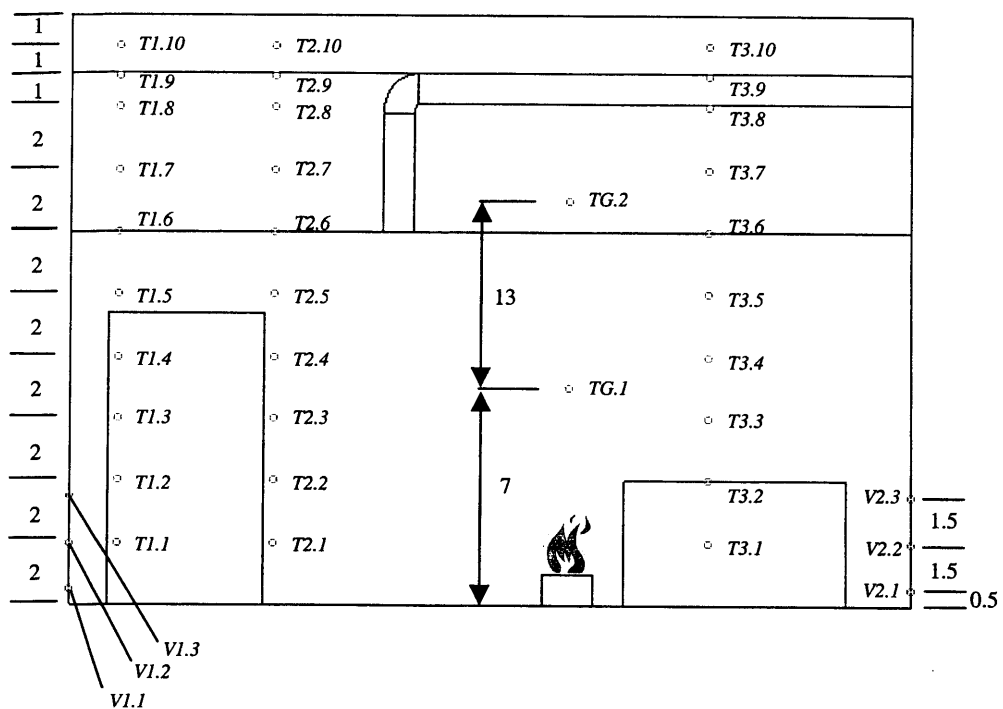 1
T1.10
T2.10
T3.10
1
T1.9
T2.9
T3.9
1
T1.8
T2.8
T3.8
2
T1.7
T2.7
T3.7
2
TG.2
T1.6
T2.6
T3.6
2
T1.5
T2.5
13
T3.5
2
T1.4
T2.4
T3.4
2
TG.1
T1.3
T2.3
T3.3
2
T1.2
T2.2
7
T3.2
V2.3
2
1.5
T1.1
T2.1
T3.1
V2.2
2
1.5
V2.1
0.5
V1.3
V1.2
V1.1